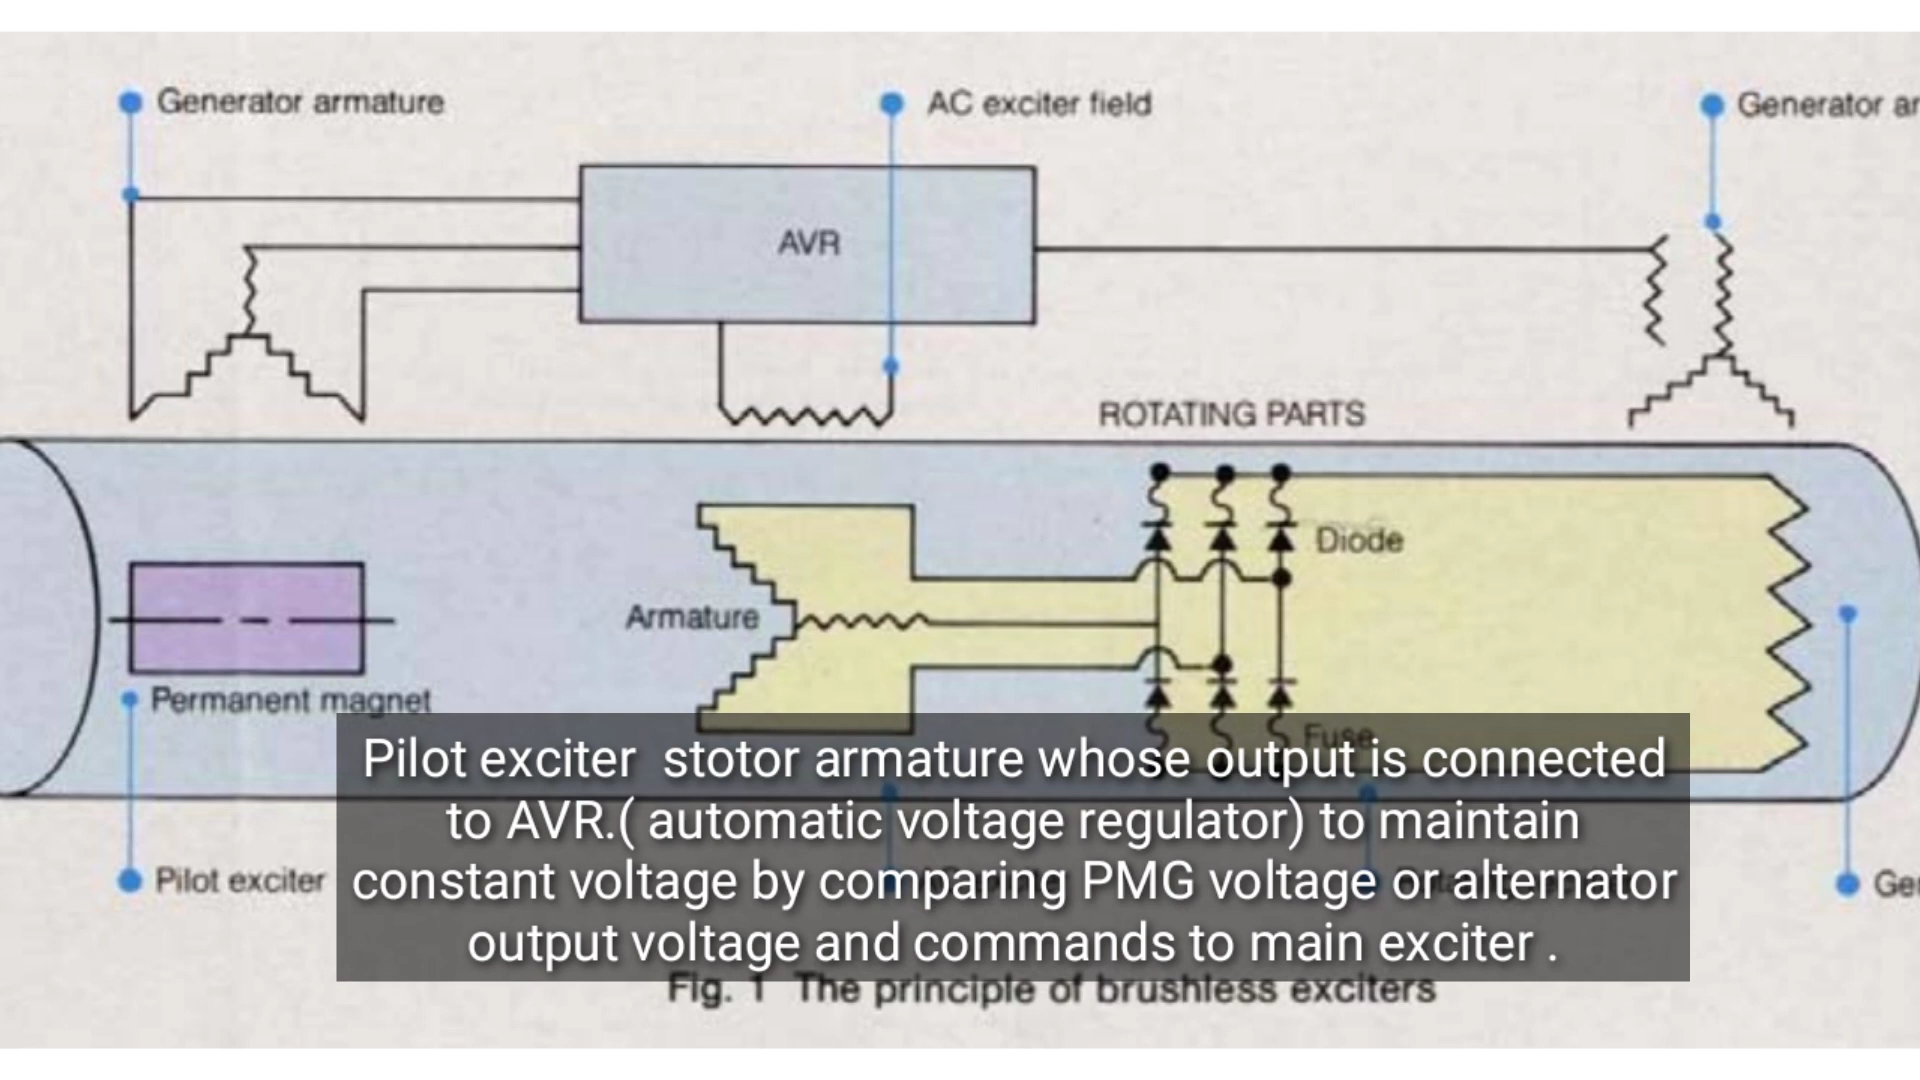 Generator armature
AC exciter field
Generator ar
AVR
ROTATING PARTS
Diode
Armature
Permanent magnet
Fuse
Pilot exciter stotor armature whose output is connected
to AVR.( automatic voltage regulator) to maintain
constant voltage by comparing PMG voltage or alternator
output voltage and commands to main exciter .
Pilot exciter
Ge
Fig. 1 The principle of brushless exciters